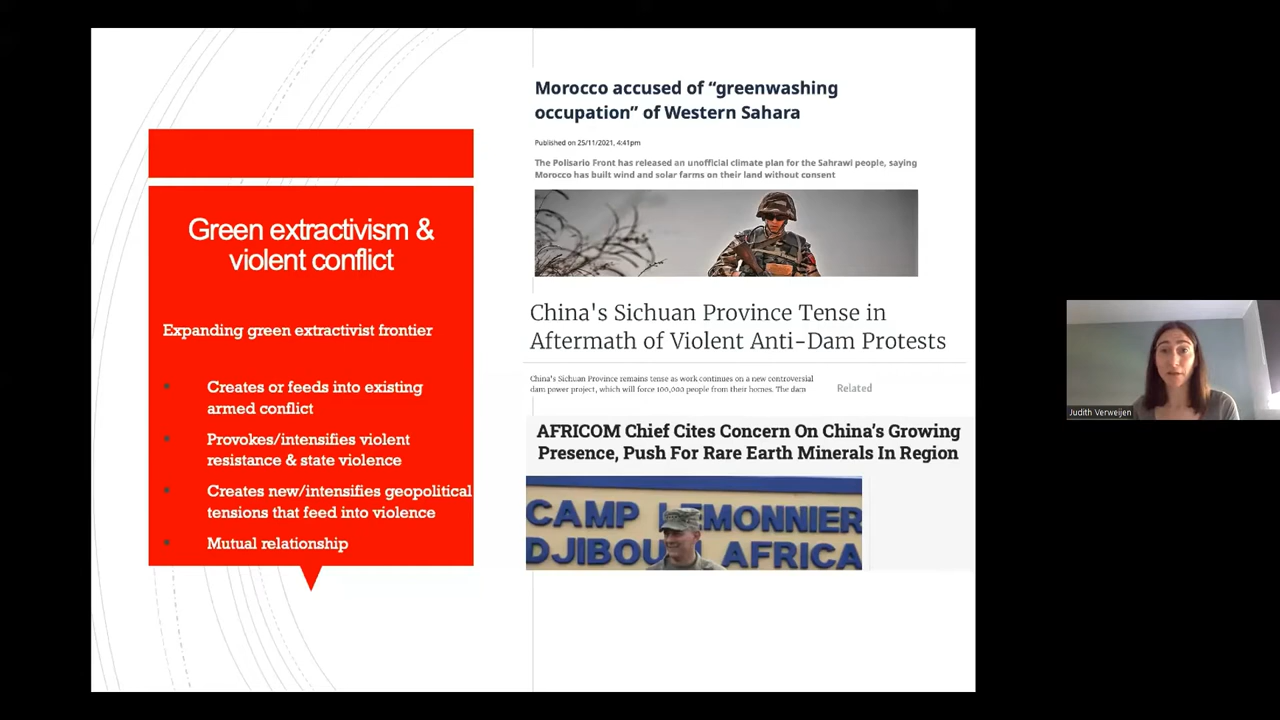 Green extractivism &
violent conflict
Expanding green extractivist frontier
Creates or feeds into existing
armed conflict
Provokes/intensifies violent
resistance & state violence
Creates new/intensifies geopolitical
tensions that feed into violence
Mutual relationship
Morocco accused of “greenwashing
occupation” of Western Sahara
Published on 25/11/2021, 4:41pm
The Polisario Front has released an unofficial climate plan for the Sahrawi people, saying
Morocco has built wind and solar farms on their land without consent
China's Sichuan Province Tense in
Aftermath of Violent Anti-Dam Protests
China's Sichuan Province remains tense as work continues on a new controversial
dam power project, which will force 100,000 people from their homes. The dam
Related
AFRICOM Chief Cites Concern On China’s Growing
Presence, Push For Rare Earth Minerals In Region
CAMP LEMONNIER
DJIBOU AFRICA
Judith Verweijen